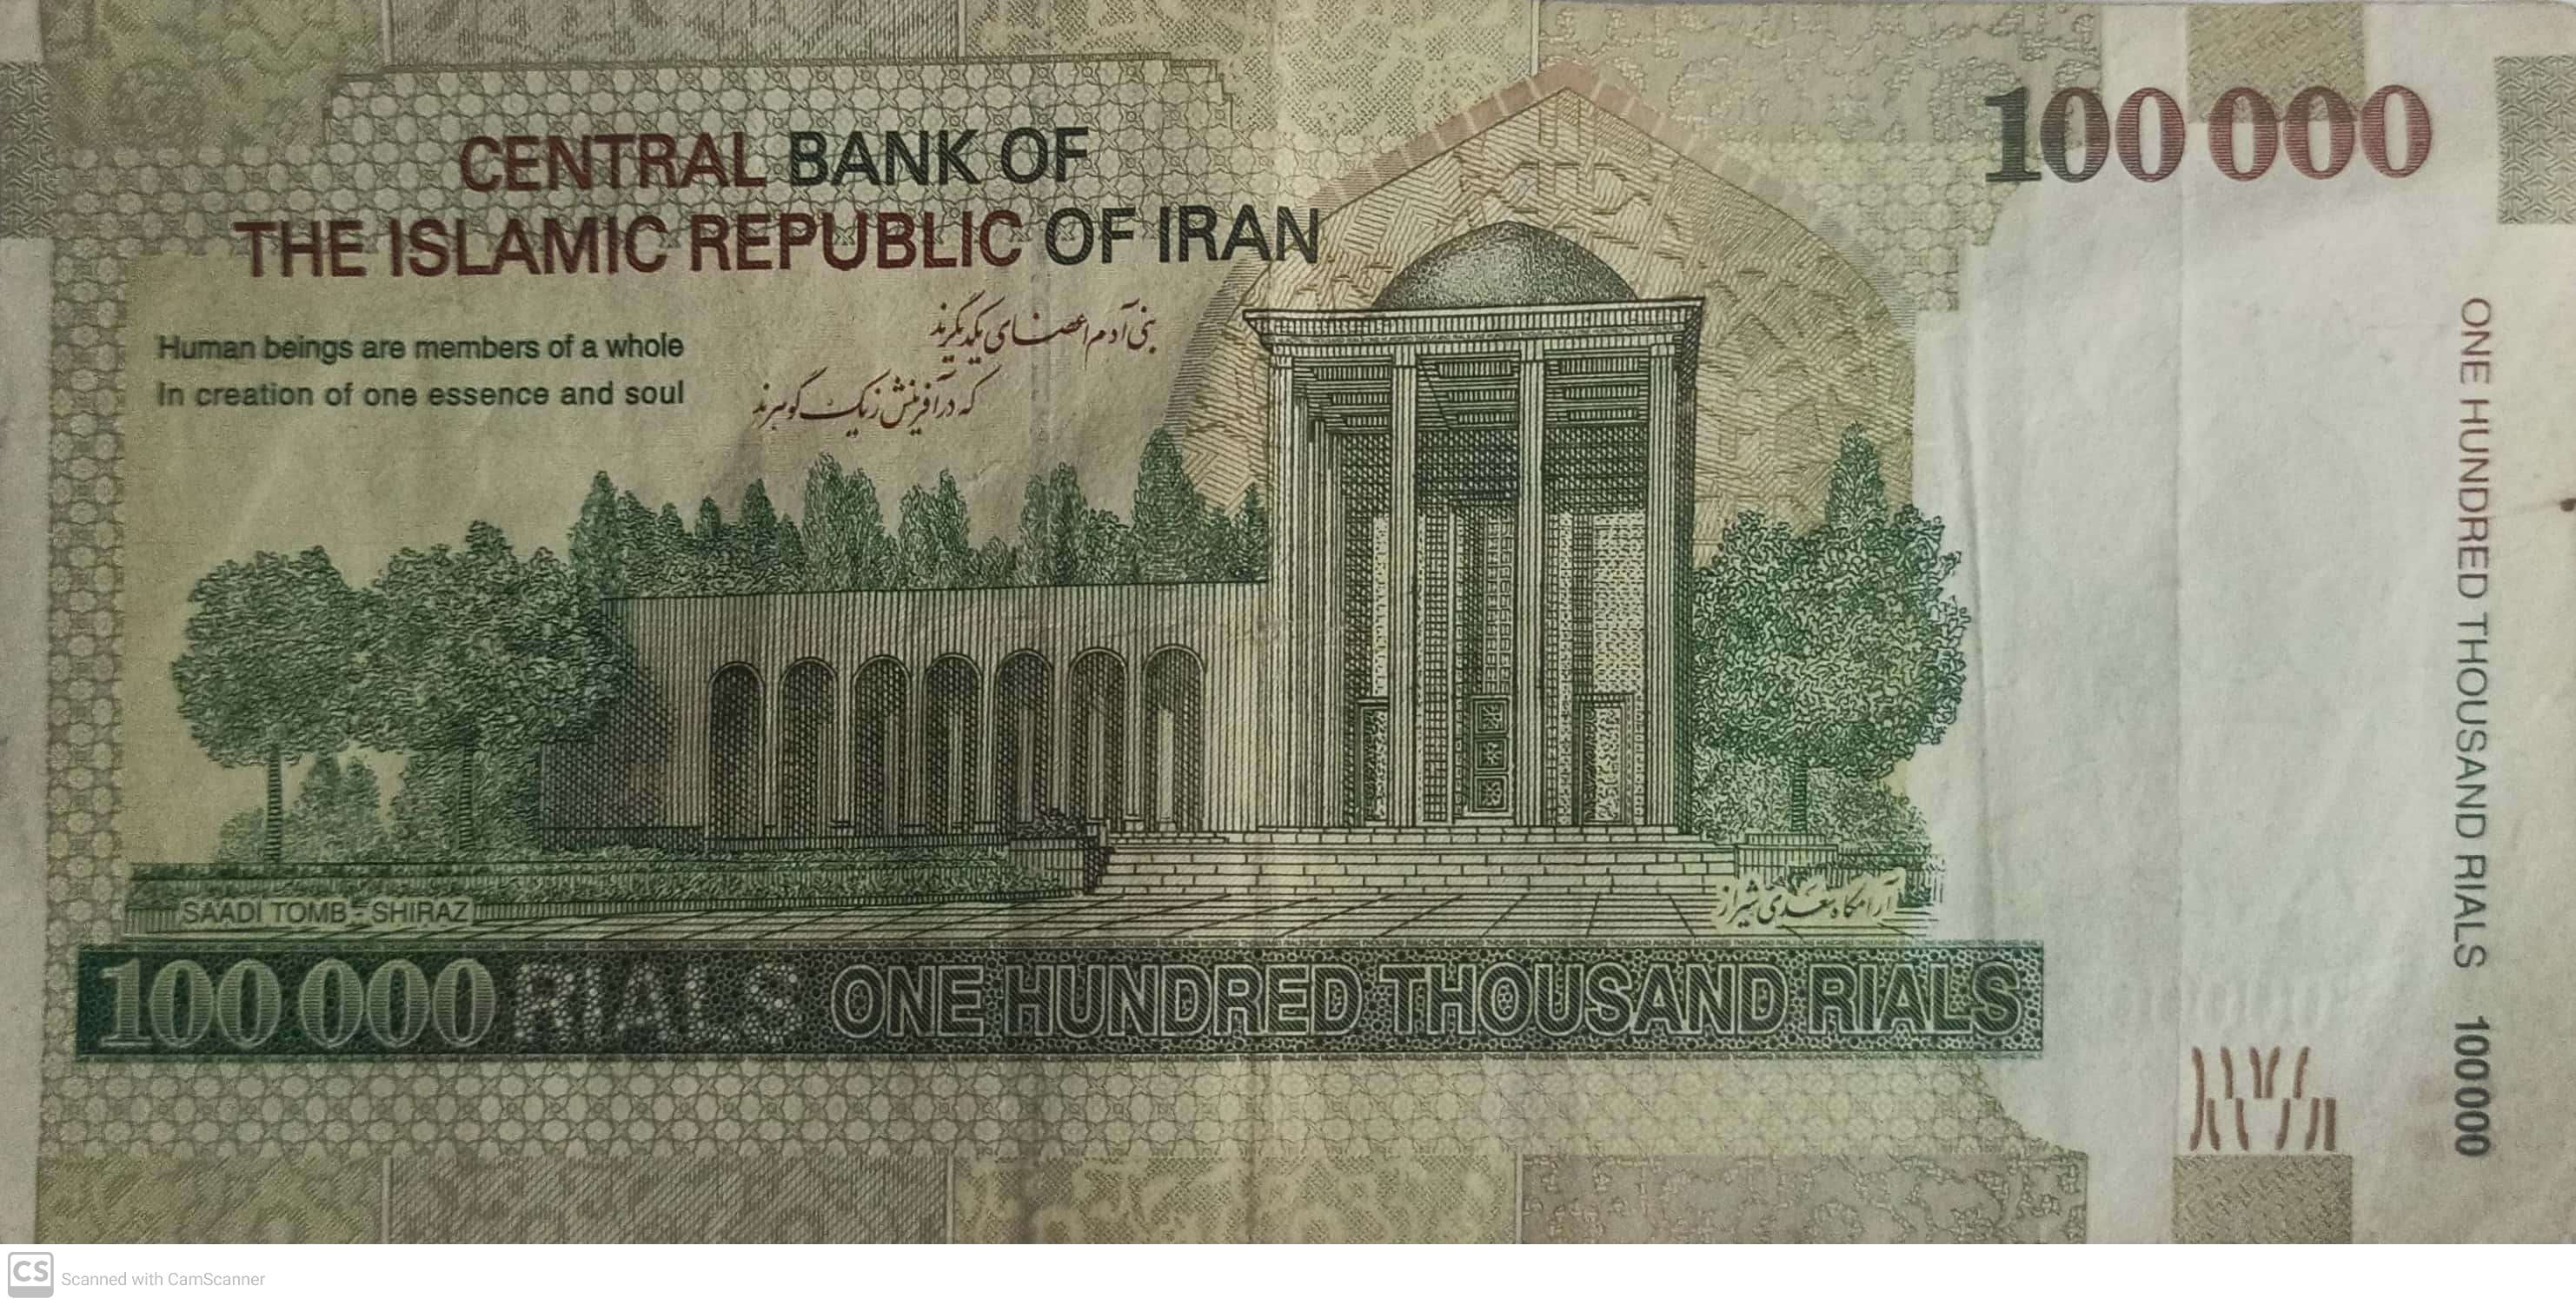 CENTRAL BANK OF
THE ISLAMIC REPUBLIC OF IRAN
100 000
Human beings are members of a whole
In creation of one essence and soul
بنی آدم اعضای یکدیگرند
که در آفرینش ز یک گوهرند
ONE HUNDRED THOUSAND RIALS 100000
SAADI TOMB - SHIRAZ
آرامگاه سعدی شیراز
100 000 RIALS ONE HUNDRED THOUSAND RIALS
CS Scanned with CamScanner